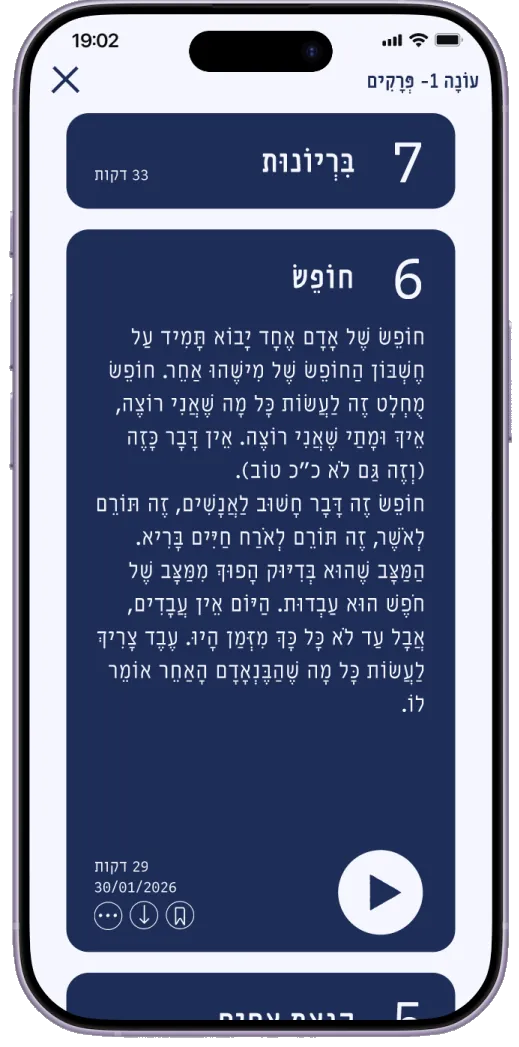 19:02
עוֹנָה 1- פְּרָקִים
7
בִּרְיוֹנוּת
33 דקות
6
חוֹפֶשׁ
חוֹפֶשׁ שֶׁל אָדָם אֶחָד יָבוֹא תָּמִיד עַל
חֶשְׁבּוֹן הַחוֹפֶשׁ שֶׁל מִישֶׁהוּ אַחֵר. חוֹפֶשׁ
מֻחְלָט זֶה לַעֲשׂוֹת כָּל מָה שֶׁאֲנִי רוֹצֶה,
אֵיךְ וּמָתַי שֶׁאֲנִי רוֹצֶה. אֵין דָּבָר כָּזֶה
(וְזֶה גַּם לֹא כ״כ טוֹב).
חוֹפֶשׁ זֶה דָּבָר חָשׁוּב לַאֲנָשִׁים, זֶה תּוֹרֵם
לְאֹשֶׁר, זֶה תּוֹרֵם לְאֹרַח חַיִּים בָּרִיא.
הַמַּצָּב שֶׁהוּא בְּדִיּוּק הָפוּךְ מִמַּצָּב שֶׁל
חֹפֶשׁ הוּא עַבְדוּת. הַיּוֹם אֵין עֲבָדִים,
אֲבָל עַד לֹא כָּל כָּךְ מִזְּמַן הָיוּ. עֶבֶד צָרִיךְ
לַעֲשׂוֹת כָּל מָה שֶׁהַבֶּנְאָדָם הָאַחֵר אוֹמֵר
לוֹ.
29 דקות
30/01/2026
5